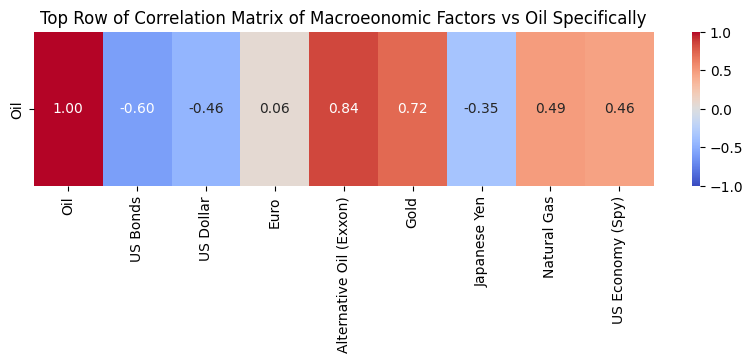 Top Row of Correlation Matrix of Macroeonomic Factors vs Oil Specifically
Oil
1.00 -0.60 -0.46 0.06 0.84 0.72 -0.35 0.49 0.46
Oil
US Bonds
US Dollar
Euro
Alternative Oil (Exxon)
Gold
Japanese Yen
Natural Gas
US Economy (Spy)
1.0
0.5
0.0
−0.5
−1.0